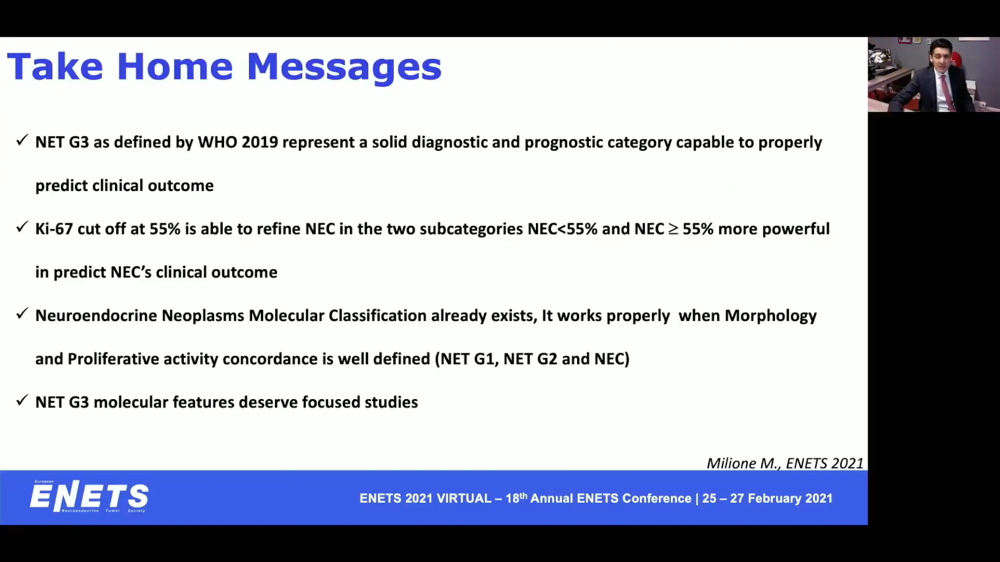 Take Home Messages
✓ NET G3 as defined by WHO 2019 represent a solid diagnostic and prognostic category capable to properly
predict clinical outcome
✓ Ki-67 cut off at 55% is able to refine NEC in the two subcategories NEC<55% and NEC ≥ 55% more powerful
in predict NEC’s clinical outcome
✓ Neuroendocrine Neoplasms Molecular Classification already exists, It works properly  when Morphology
and Proliferative activity concordance is well defined (NET G1, NET G2 and NEC)
✓ NET G3 molecular features deserve focused studies
Milione M., ENETS 2021
European
ENETS
Neuroendocrine Tumor Society
ENETS 2021 VIRTUAL – 18th Annual ENETS Conference | 25 – 27 February 2021